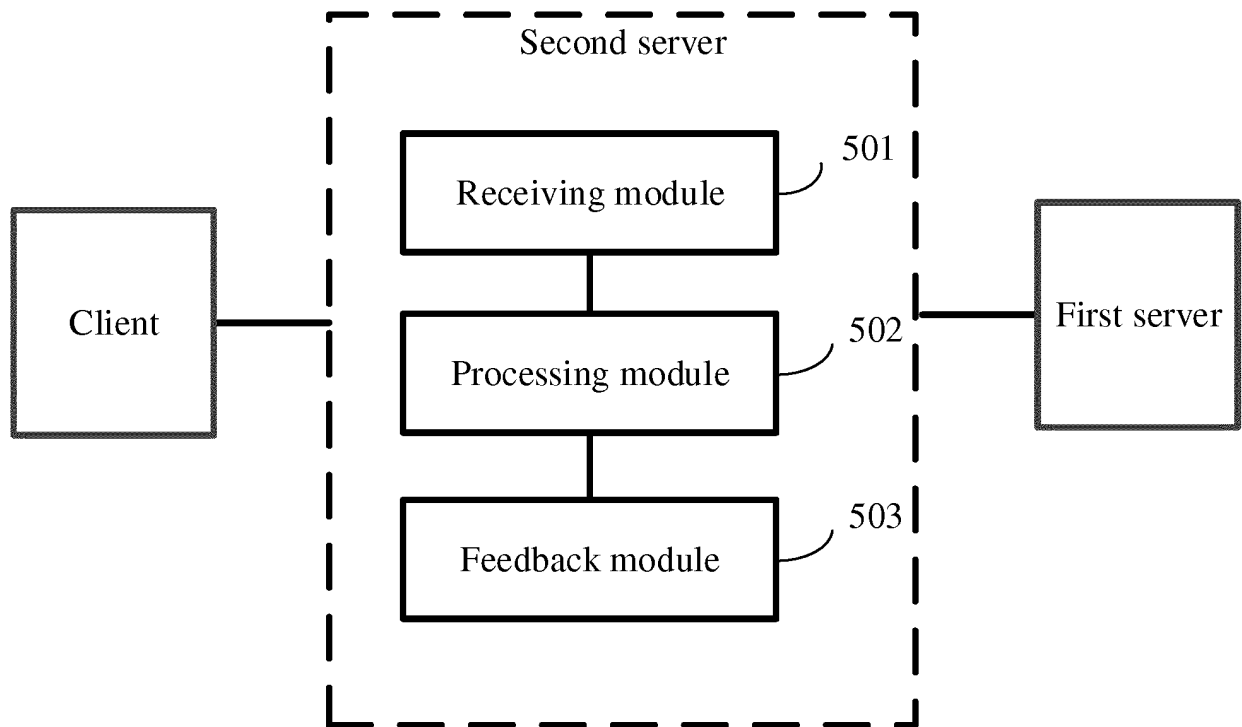 Second server
501
Receiving module
Client
502
Processing module
First server
503
Feedback module